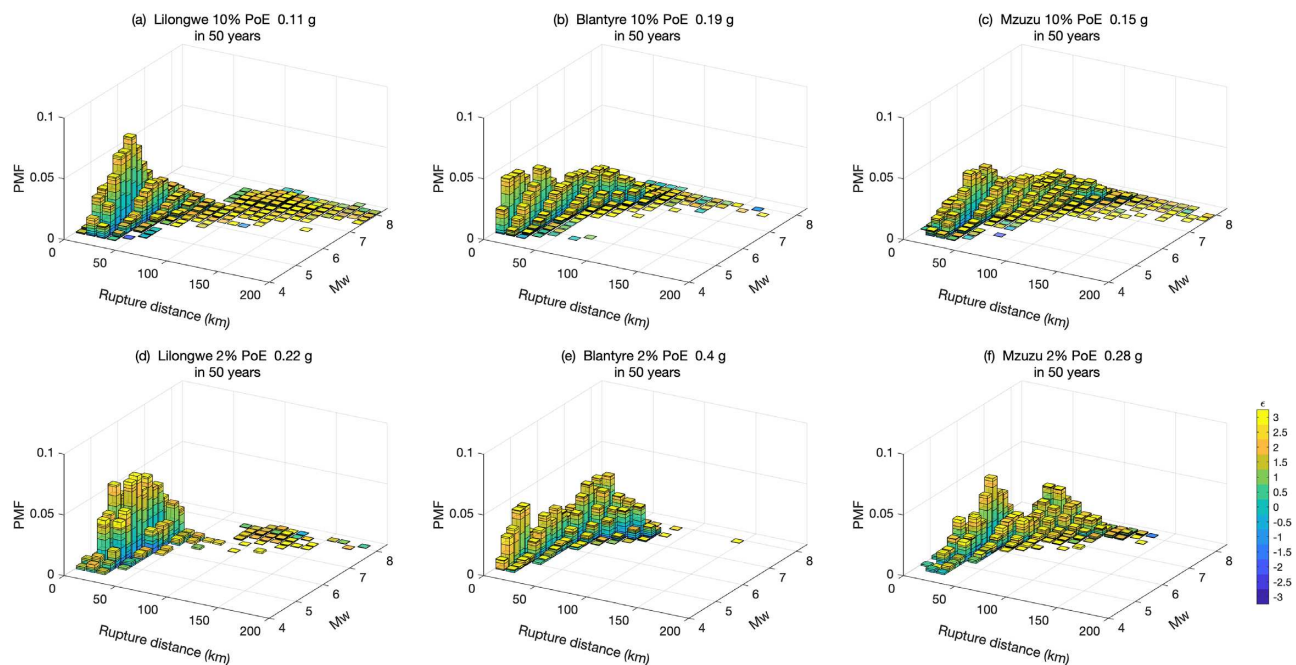 (a) Lilongwe 10% PoE 0.11 g
in 50 years
(b) Blantyre 10% PoE 0.19 g
in 50 years
(c) Mzuzu 10% PoE 0.15 g
in 50 years
0.1
0.05
0
PMF
0
50
100
150
200
Rupture distance (km)
4
5
6
7
8
Mw
0.1
0.05
0
PMF
0
50
100
150
200
Rupture distance (km)
4
5
6
7
8
Mw
0.1
0.05
0
PMF
0
50
100
150
200
Rupture distance (km)
4
5
6
7
8
Mw
(d) Lilongwe 2% PoE 0.22 g
in 50 years
(e) Blantyre 2% PoE 0.4 g
in 50 years
(f) Mzuzu 2% PoE 0.28 g
in 50 years
0.1
0.05
0
PMF
0
50
100
150
200
Rupture distance (km)
4
5
6
7
8
Mw
0.1
0.05
0
PMF
0
50
100
150
200
Rupture distance (km)
4
5
6
7
8
Mw
0.1
0.05
0
PMF
0
50
100
150
200
Rupture distance (km)
4
5
6
7
8
Mw
ϵ
3
2.5
2
1.5
1
0.5
0
-0.5
-1
-1.5
-2
-2.5
-3